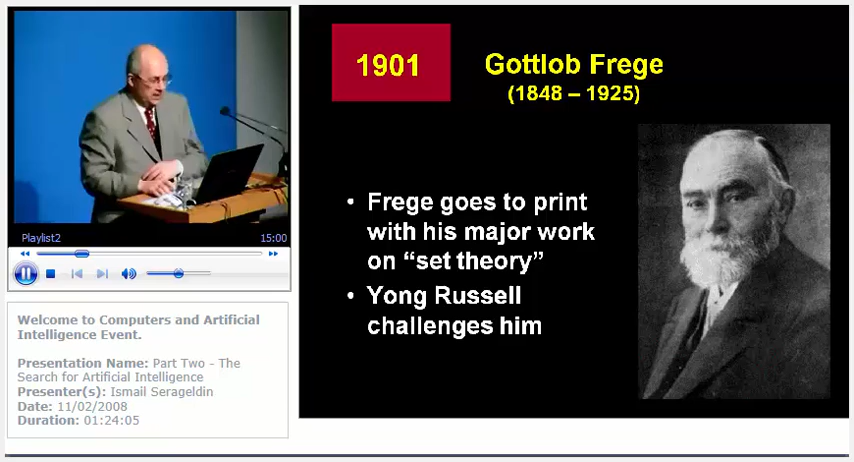 1901
Gottlob Frege
(1848 – 1925)
• Frege goes to print
with his major work
on “set theory”
• Yong Russell
challenges him
Playlist2
15:00
Welcome to Computers and Artificial
Intelligence Event.
Presentation Name: Part Two - The
Search for Artificial Intelligence
Presenter(s): Ismail Serageldin
Date: 11/02/2008
Duration: 01:24:05